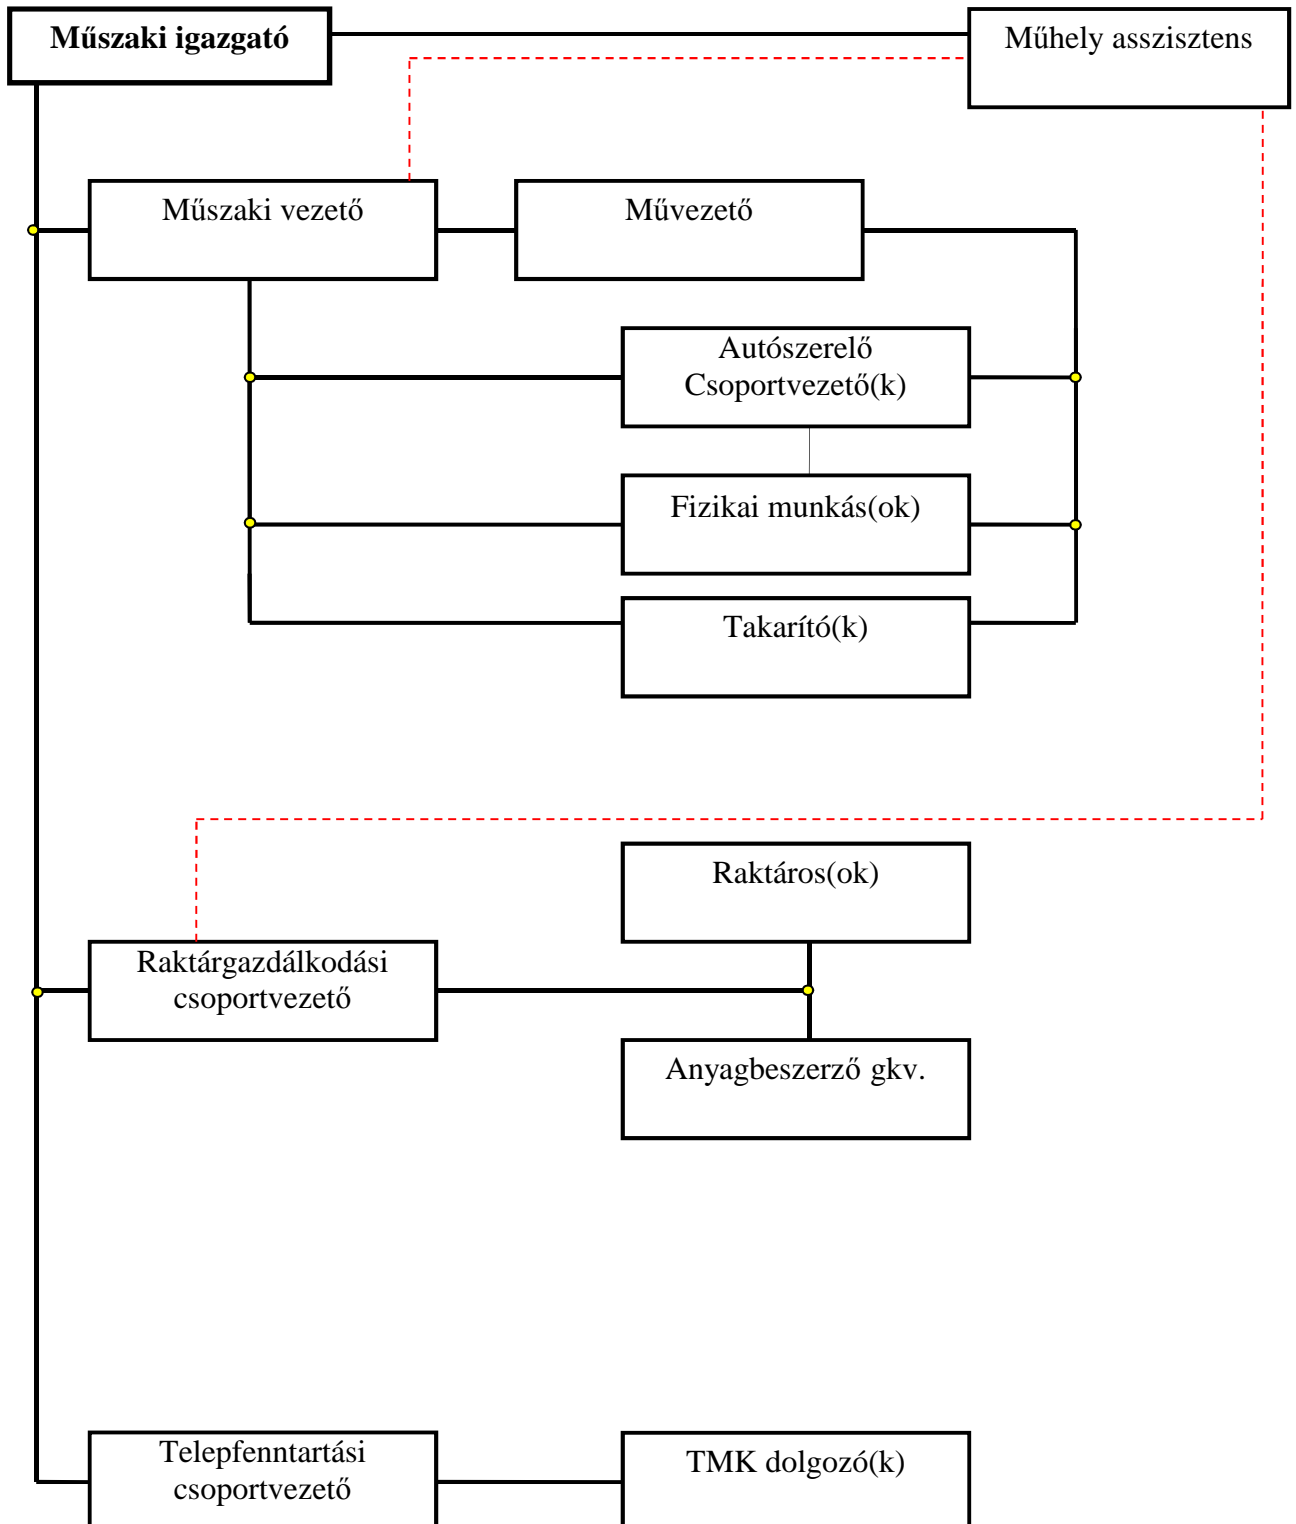 Műszaki igazgató
Műhely asszisztens
Műszaki vezető
Művezető
Autószerelő
Csoportvezető(k)
Fizikai munkás(ok)
Takarító(k)
Raktáros(ok)
Raktárgazdálkodási
csoportvezető
Anyagbeszerző gkv.
Telepfenntartási
csoportvezető
TMK dolgozó(k)